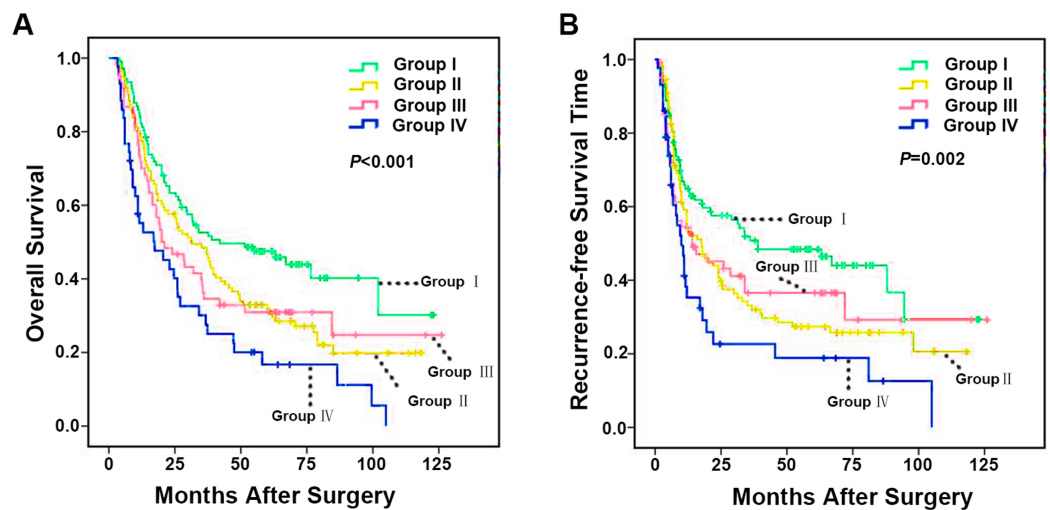 A
Overall Survival
1.0
0.8
0.6
0.4
0.2
0.0
0 25 50 75 100 125
Months After Surgery
Group I
Group II
Group III
Group IV
P<0.001
Group I
Group III
Group II
Group IV
B
Recurrence-free Survival Time
1.0
0.8
0.6
0.4
0.2
0.0
0 25 50 75 100 125
Months After Surgery
Group I
Group II
Group III
Group IV
P=0.002
Group I
Group III
Group II
Group IV